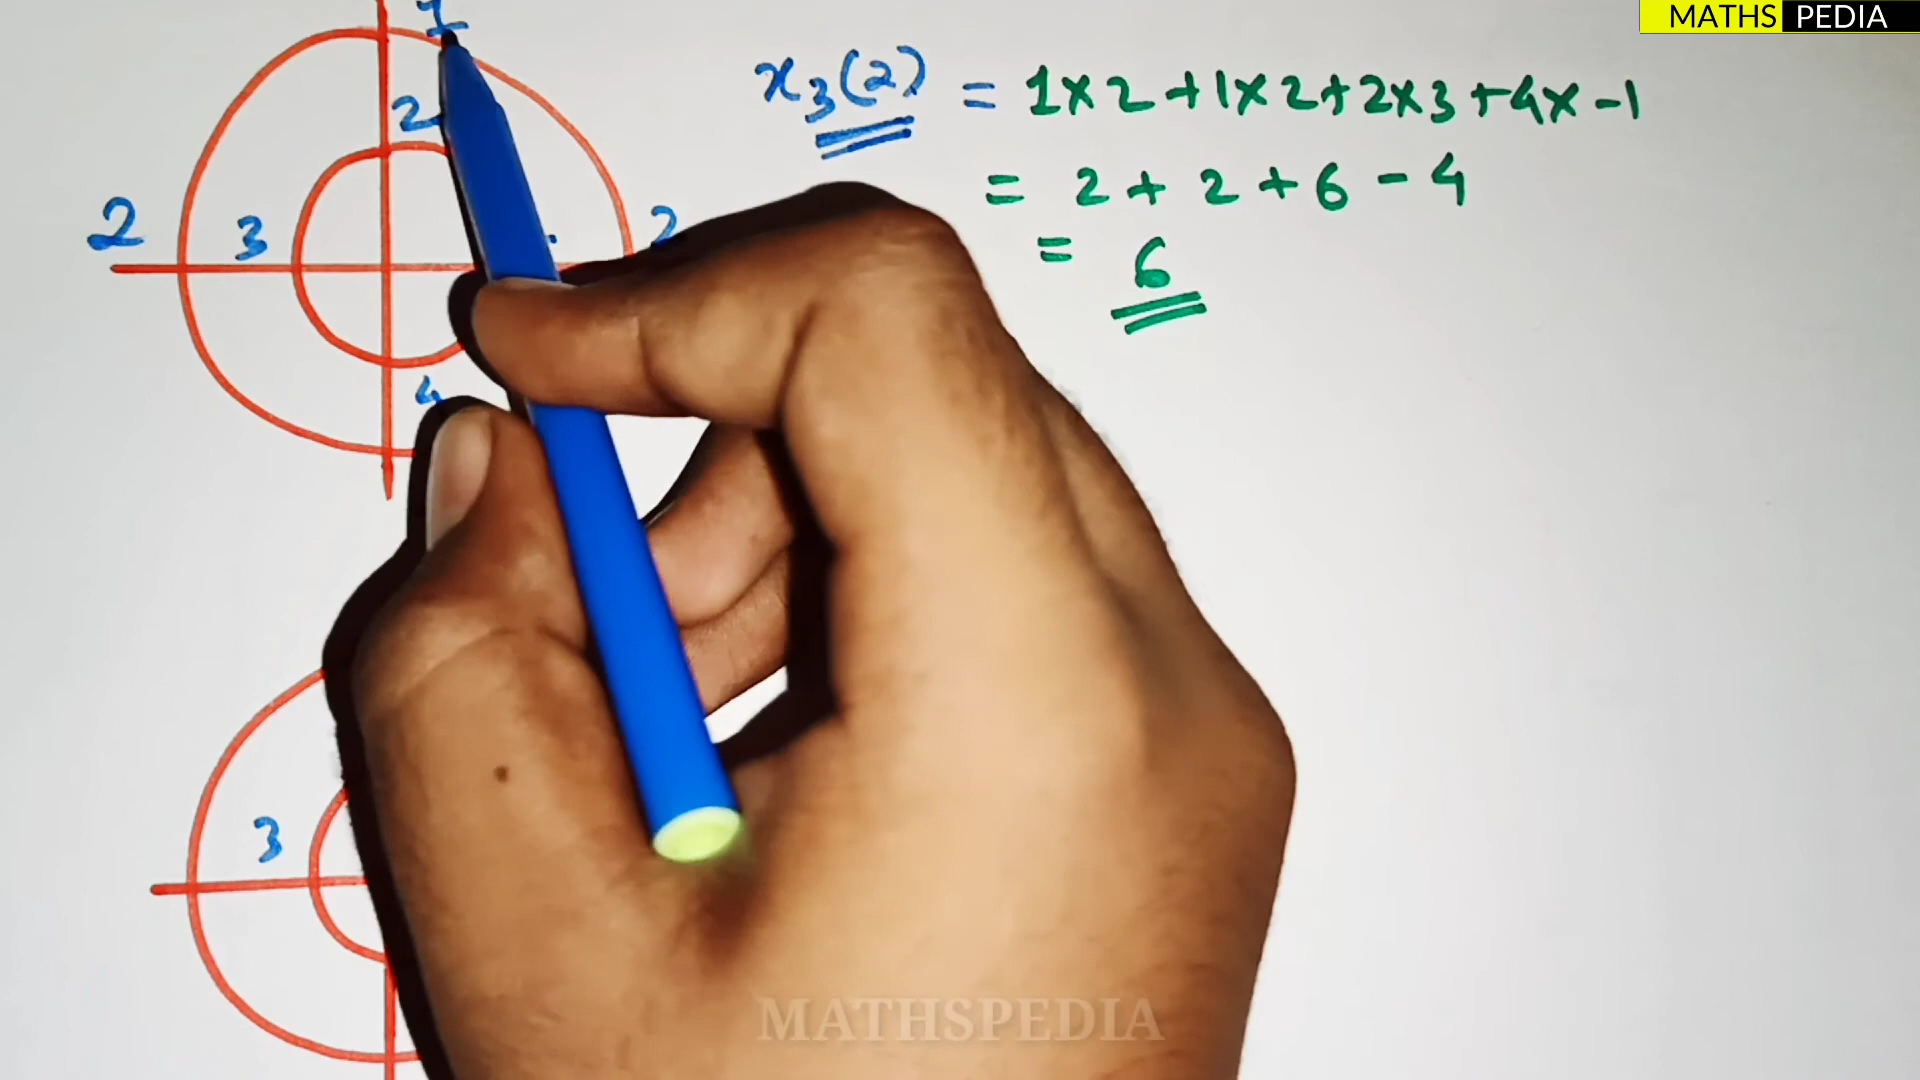 MATHS PEDIA
1
2
2
3
2
4
x₃(2) = 1×2+1×2+2×3+4×-1
= 2 + 2 + 6 - 4
= 6
3
MATHSPEDIA